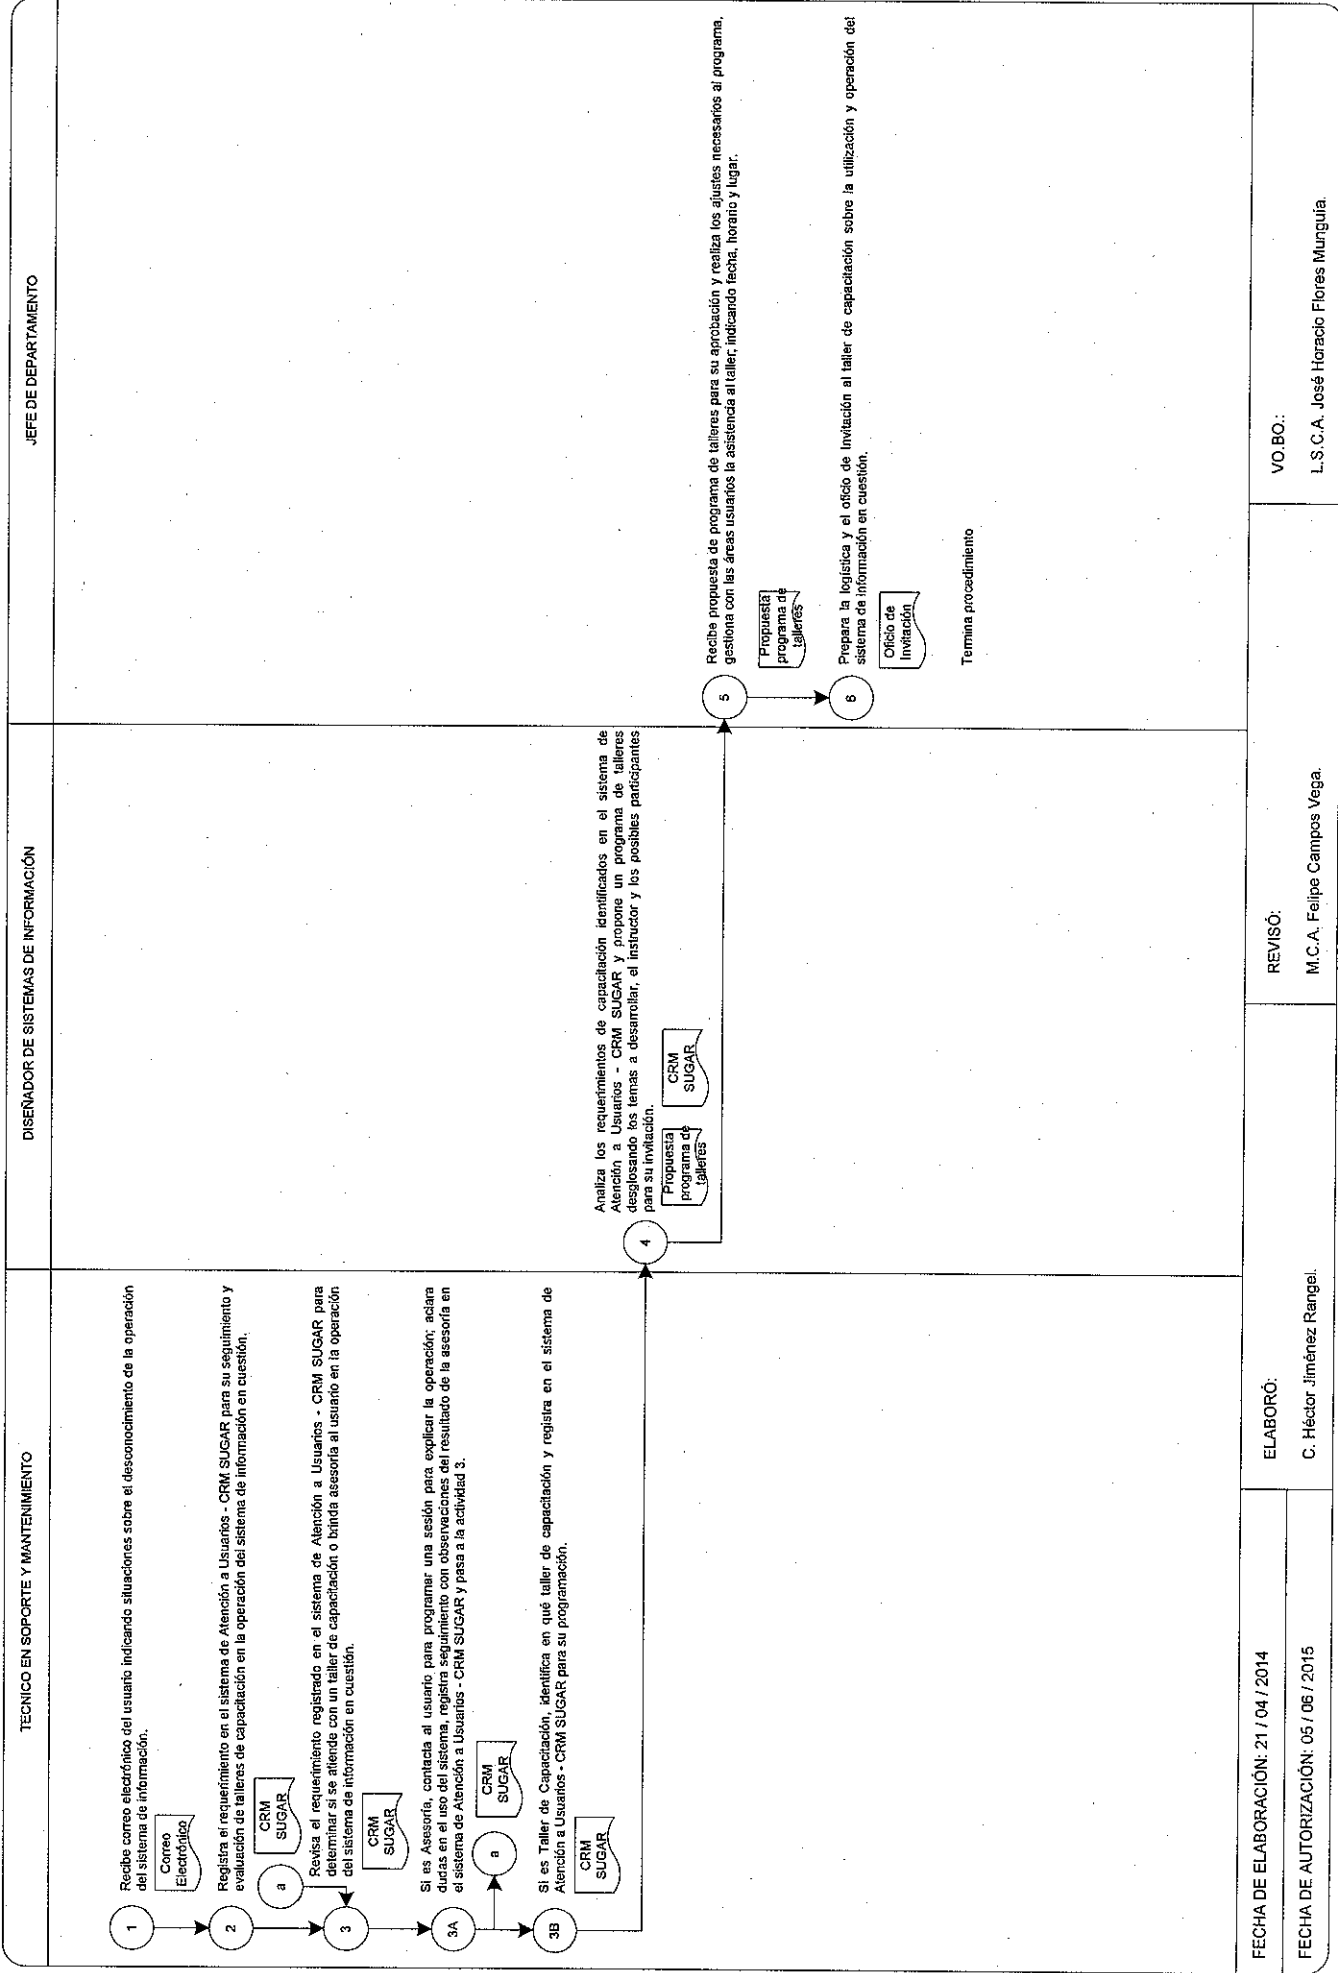 TECNICO EN SOPORTE Y MANTENIMIENTO
DISEÑADOR DE SISTEMAS DE INFORMACIÓN
JEFE DE DEPARTAMENTO
1
Recibe correo electrónico del usuario indicando situaciones sobre el desconocimiento de la operación
del sistema de información.
Correo
Electrónico
2
Registra el requerimiento en el sistema de Atención a Usuarios - CRM SUGAR para su seguimiento y
evaluación de talleres de capacitación en la operación del sistema de información en cuestión.
CRM
SUGAR
a
3
Revisa el requerimiento registrado en el sistema de Atención a Usuarios - CRM SUGAR para
determinar si se atiende con un taller de capacitación o brinda asesoría al usuario en la operación
del sistema de información en cuestión.
CRM
SUGAR
3A
Si es Asesoría, contacta al usuario para programar una sesión para explicar la operación; aclara
dudas en el uso del sistema, registra seguimiento con observaciones del resultado de la asesoría en
el sistema de Atención a Usuarios - CRM SUGAR y pasa a la actividad 3.
a
CRM
SUGAR
3B
Si es Taller de Capacitación, identifica en qué taller de capacitación y registra en el sistema de
Atención a Usuarios - CRM SUGAR para su programación.
CRM
SUGAR
4
Analiza los requerimientos de capacitación identificados en el sistema de
Atención a Usuarios - CRM SUGAR y propone un programa de talleres
desglosando los temas a desarrollar, el instructor y los posibles participantes
para su invitación.
Propuesta
programa de
talleres
CRM
SUGAR
5
Recibe propuesta de programa de talleres para su aprobación y realiza los ajustes necesarios al programa,
gestiona con las áreas usuarios la asistencia al taller, indicando fecha, horario y lugar.
Propuesta
programa de
talleres
6
Prepara la logística y el oficio de Invitación al taller de capacitación sobre la utilización y operación del
sistema de información en cuestión.
Oficio de
Invitación
Termina procedimiento
FECHA DE ELABORACIÓN: 21 / 04 / 2014
FECHA DE AUTORIZACIÓN: 05 / 06 / 2015
ELABORÓ:
C. Héctor Jiménez Rangel.
REVISÓ:
M.C.A. Felipe Campos Vega.
VO.BO.:
L.S.C.A. José Horacio Flores Munguía.